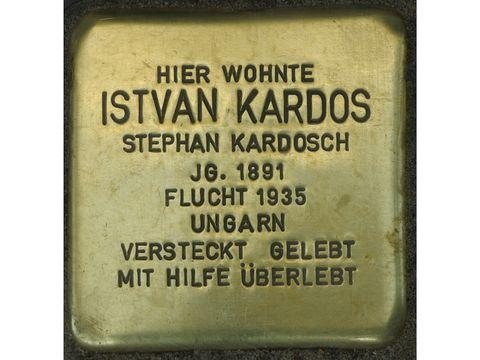 HIER WOHNTE
ISTVAN KARDOS
STEPHAN KARDOSCH
JG. 1891
FLUCHT 1935
UNGARN
VERSTECKT GELEBT
MIT HILFE ÜBERLEBT